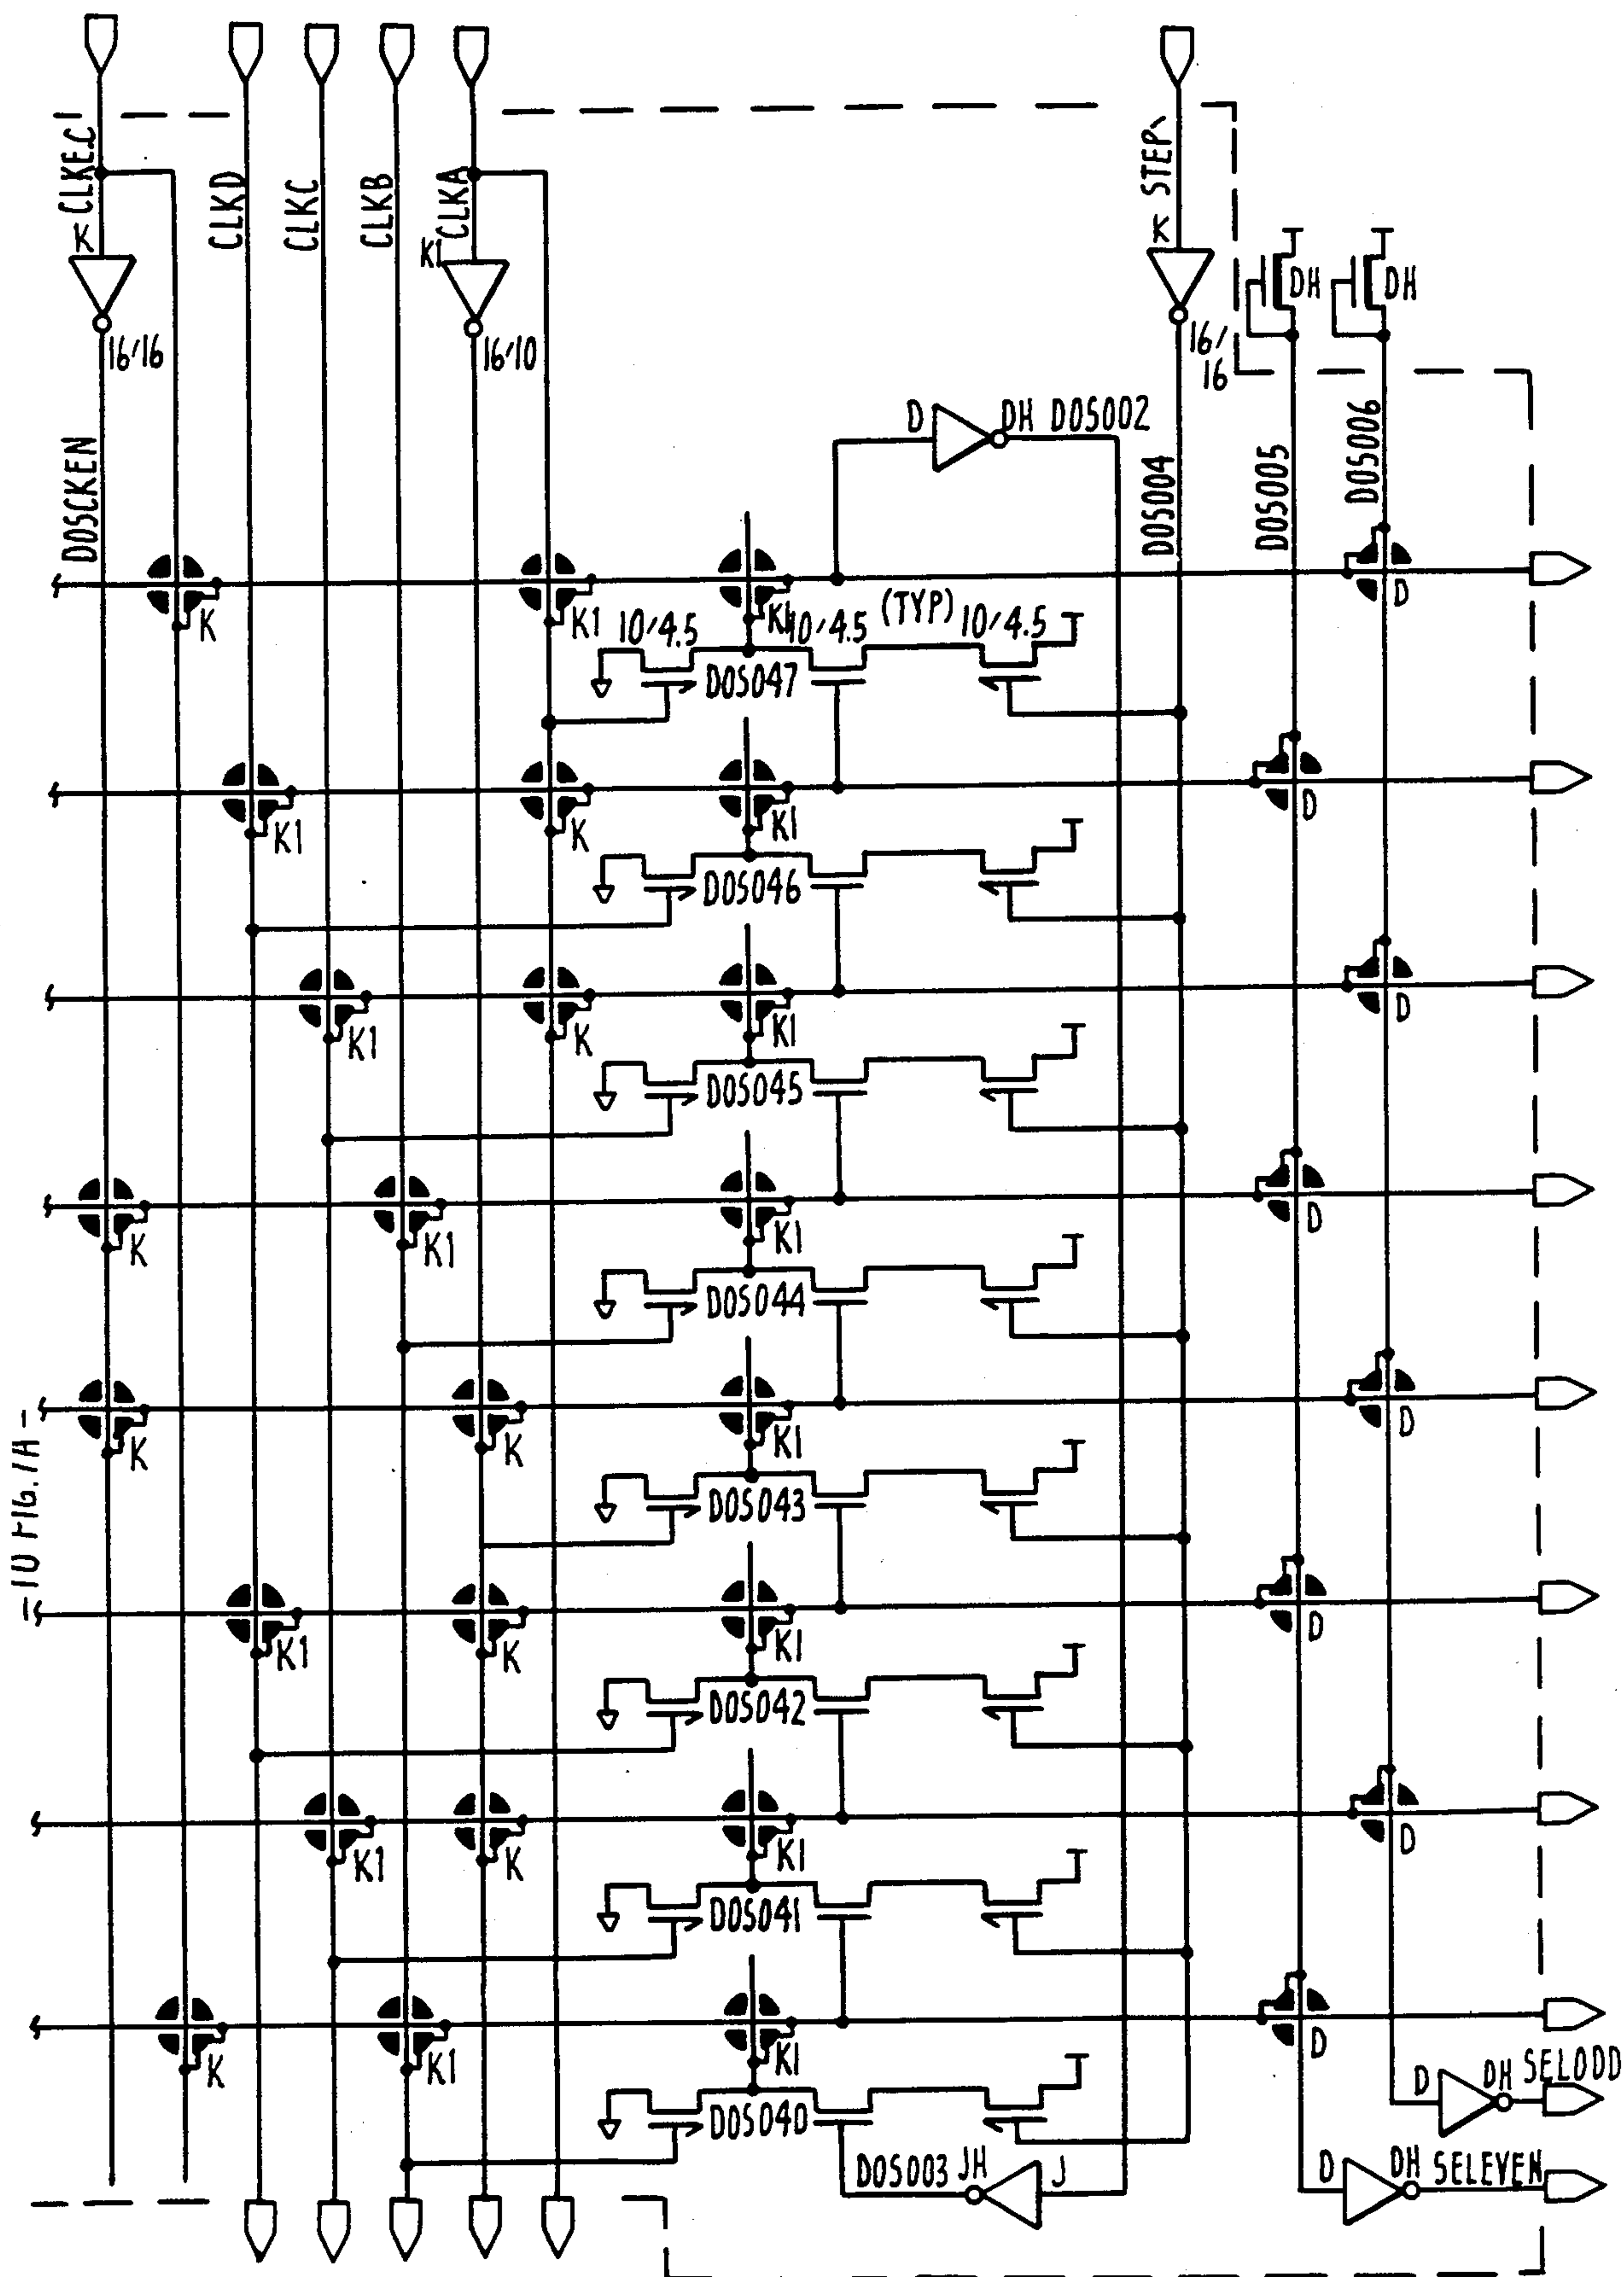 *CLKEC'
CLKD
CLKC
CLKB
K1
CLKA
* STEP\
DH
DH
16/16
16/10
16/
16
D
DH
DOS002
DOSCKEN
DOS004
DOS005
DOS006
K
K1
K1
D
10/4.5
10/4.5
(TYP)
10/4.5
DOS047
K1
K
K1
D
DOS046
K1
K
K1
D
DOS045
K
K1
K1
D
DOS044
K
K
K1
D
DOS043
K1
K
K1
D
DOS042
K1
K
K1
D
DOS041
K
K1
K1
D
DOS040
D
DH
SELODD
DOS003
JH
J
D
DH
SELEVEN
FIG.